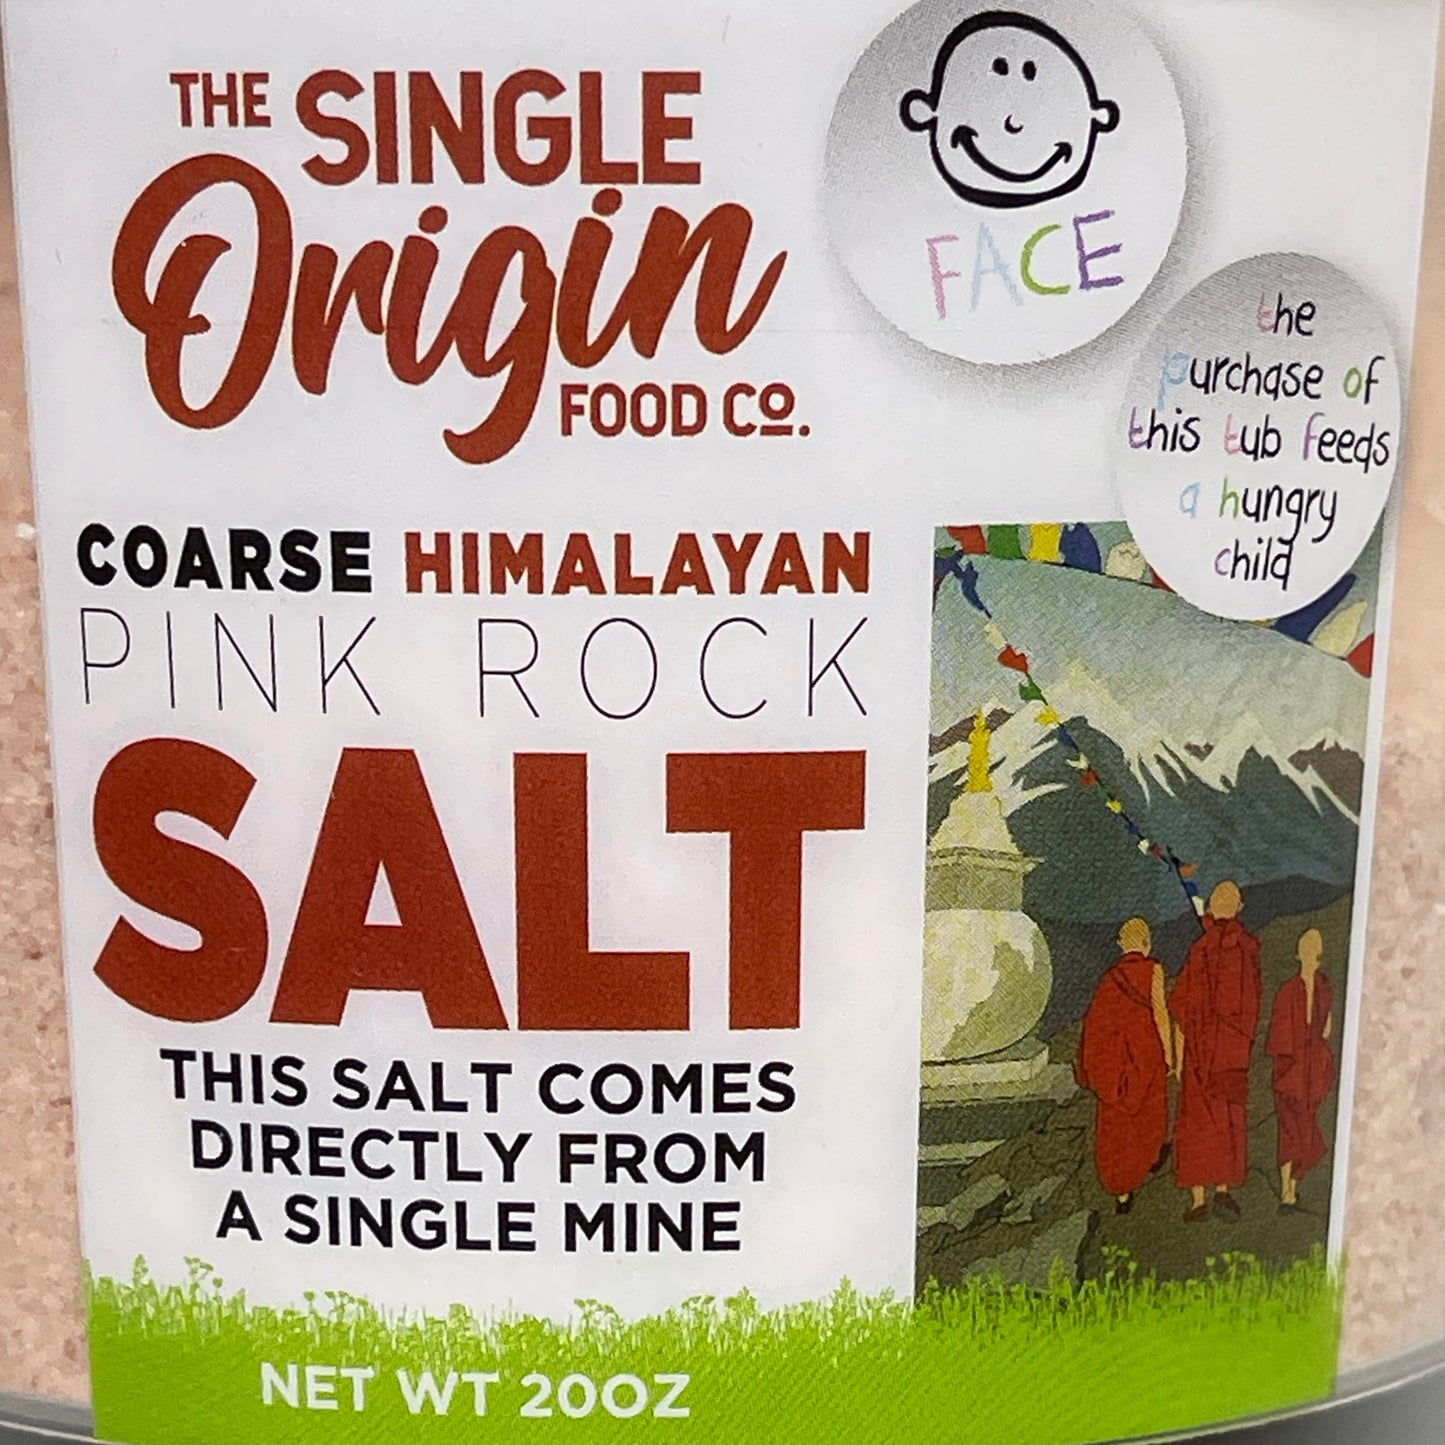 THE SINGLE
Origin
FOOD CO.
FACE
the
purchase of
this tub feeds
a hungry
child
COARSE HIMALAYAN
PINK ROCK
SALT
THIS SALT COMES
DIRECTLY FROM
A SINGLE MINE
NET WT 20OZ